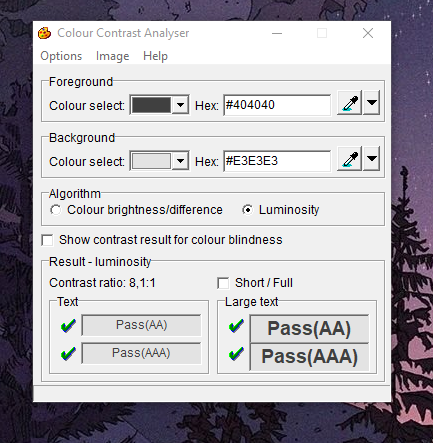 Colour Contrast Analyser
Options Image Help
Foreground
Colour select: Hex: #404040
Background
Colour select: Hex: #E3E3E3
Algorithm
Colour brightness/difference Luminosity
Show contrast result for colour blindness
Result - luminosity
Contrast ratio: 8,1:1 Short / Full
Text Large text
Pass(AA) Pass(AA)
Pass(AAA) Pass(AAA)